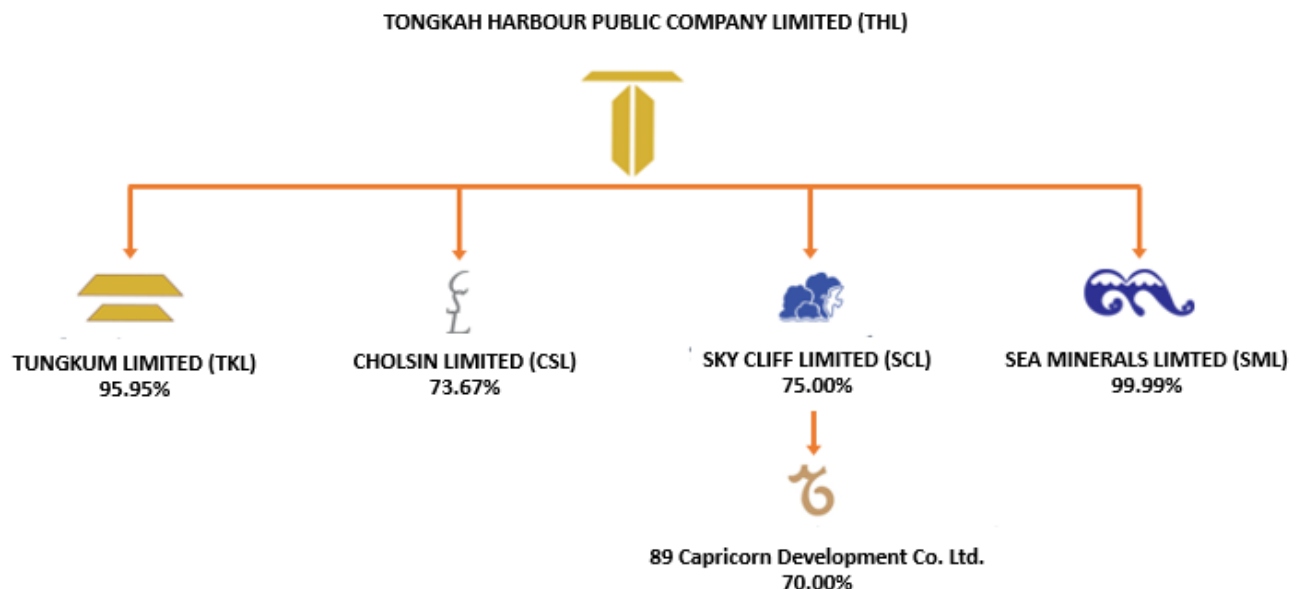 TONGKAH HARBOUR PUBLIC COMPANY LIMITED (THL)
CSL
TUNGKUM LIMITED (TKL)
95.95%
CHOLSIN LIMITED (CSL)
73.67%
SKY CLIFF LIMITED (SCL)
75.00%
SEA MINERALS LIMTED (SML)
99.99%
89 Capricorn Development Co. Ltd.
70.00%